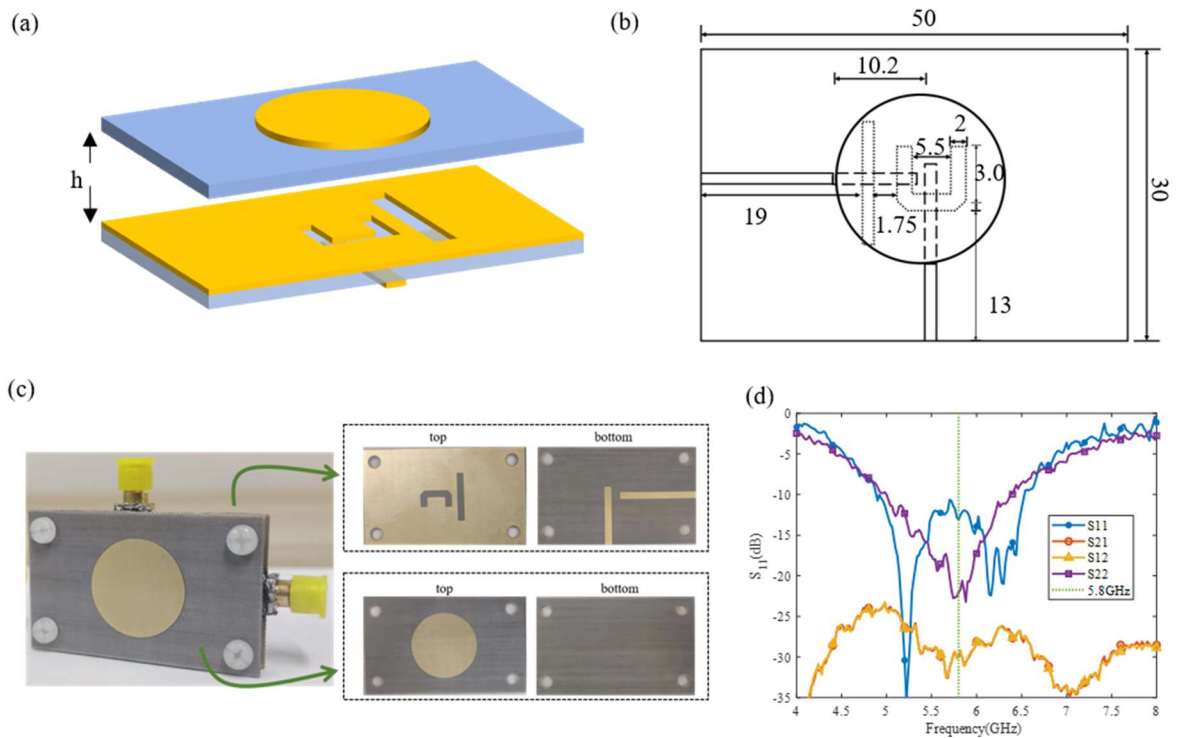 (a)
h
(b)
50
10.2
2
5.5
3.0
30
19
1.75
13
(c)
top
bottom
top
bottom
(d)
0
-5
-10
-15
-20
-25
-30
-35
S11(dB)
S11
S21
S12
S22
5.8GHz
4
4.5
5
5.5
6
6.5
7
7.5
8
Frequency(GHz)